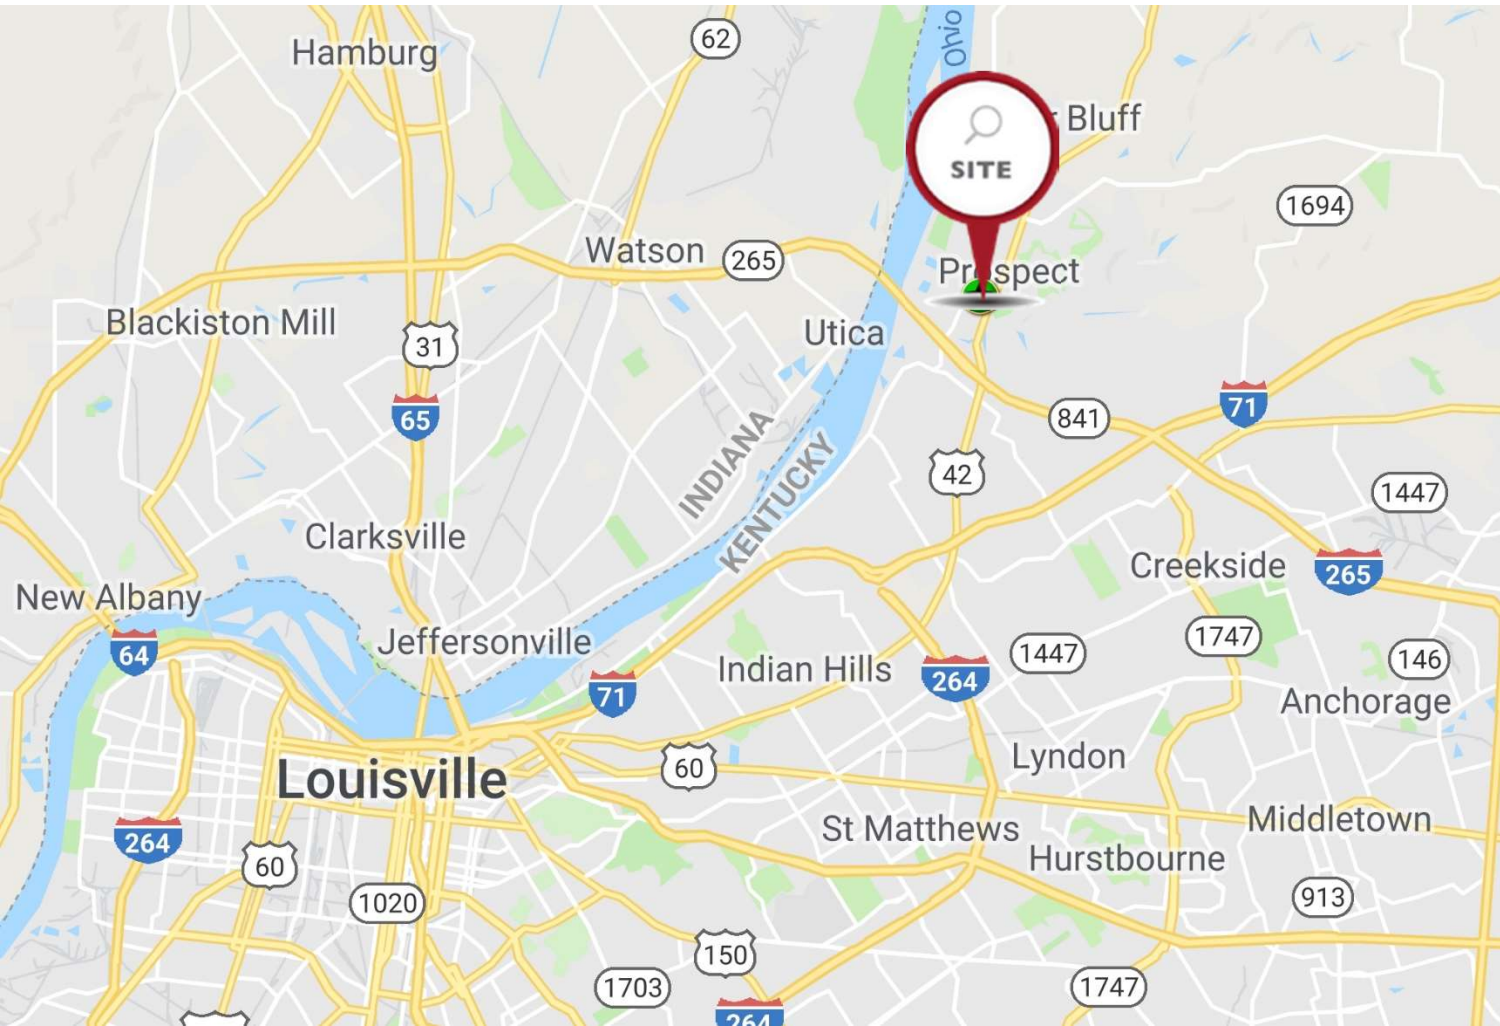 Hamburg
62
Ohio
r Bluff
SITE
1694
Watson
265
Prospect
Blackiston Mill
31
Utica
65
INDIANA
KENTUCKY
71
841
42
1447
Clarksville
Creekside
265
New Albany
64
Jeffersonville
Indian Hills
264
1447
1747
146
71
Anchorage
60
Lyndon
Louisville
St Matthews
Middletown
264
60
Hurstbourne
1020
913
150
1703
1747
264